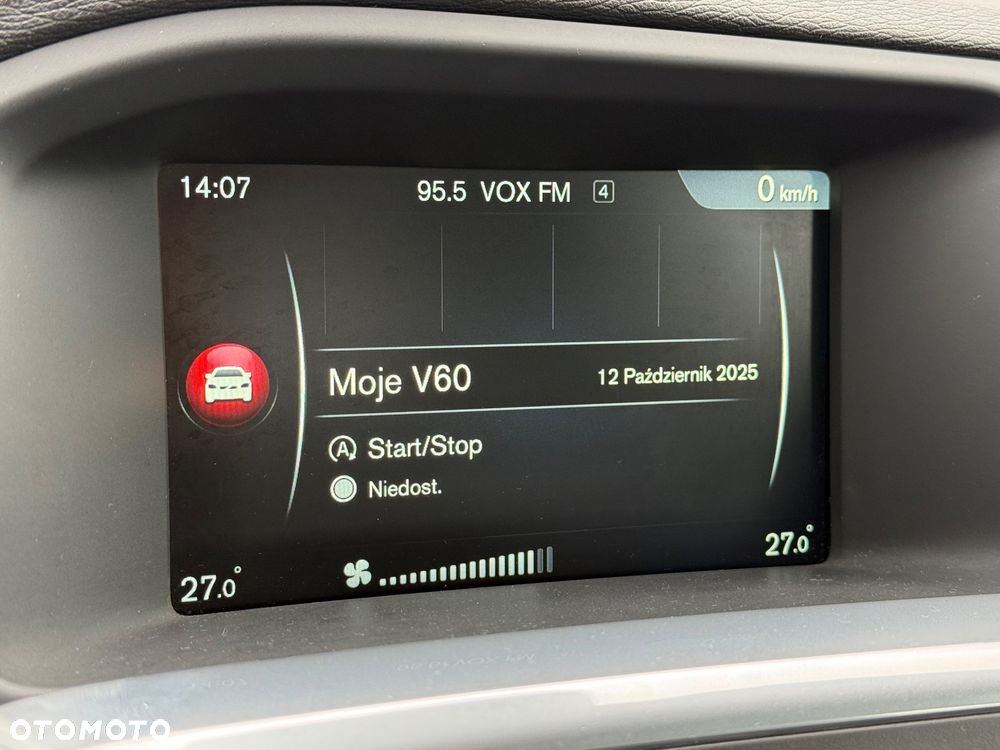 14:07
95.5 VOX FM 4
0 km/h
Moje V60
12 Październik 2025
A Start/Stop
Niedost.
27.0°
27.0°
OTOMOTO